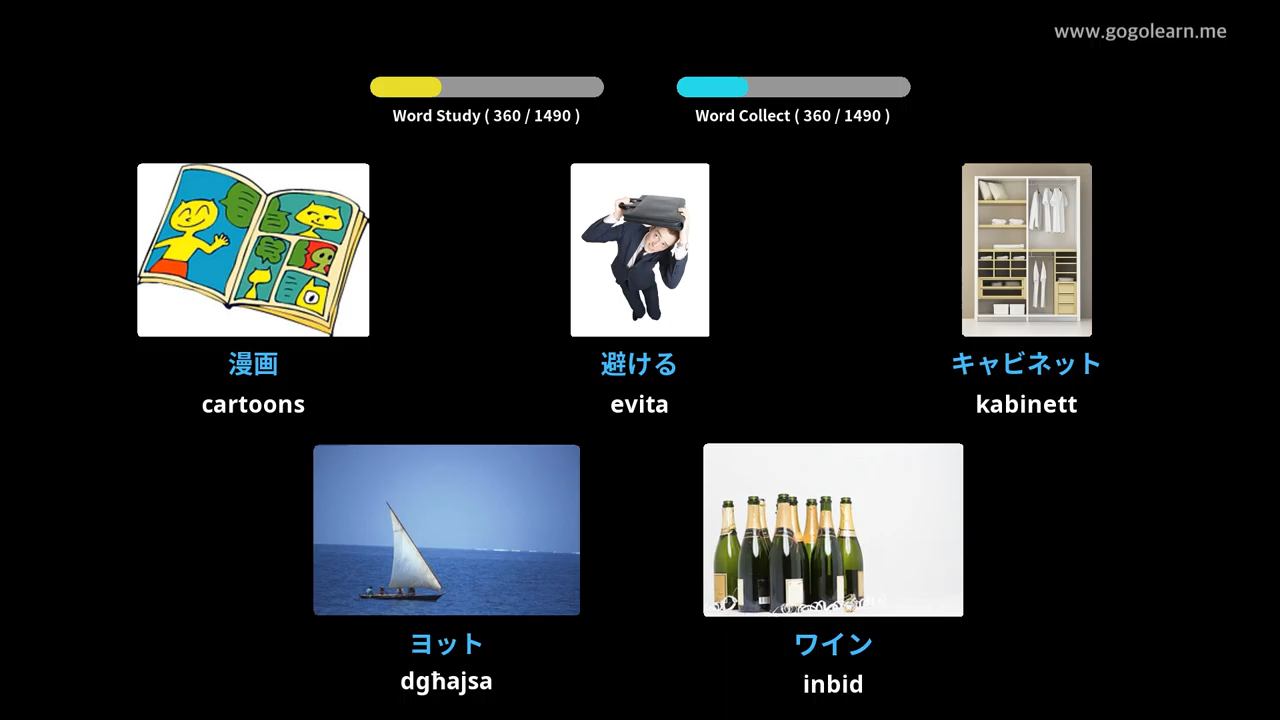 www.gogolearn.me
Word Study ( 360 / 1490 )
Word Collect ( 360 / 1490 )
漫画
cartoons
避ける
evita
キャビネット
kabinett
ヨット
dgħajsa
ワイン
inbid